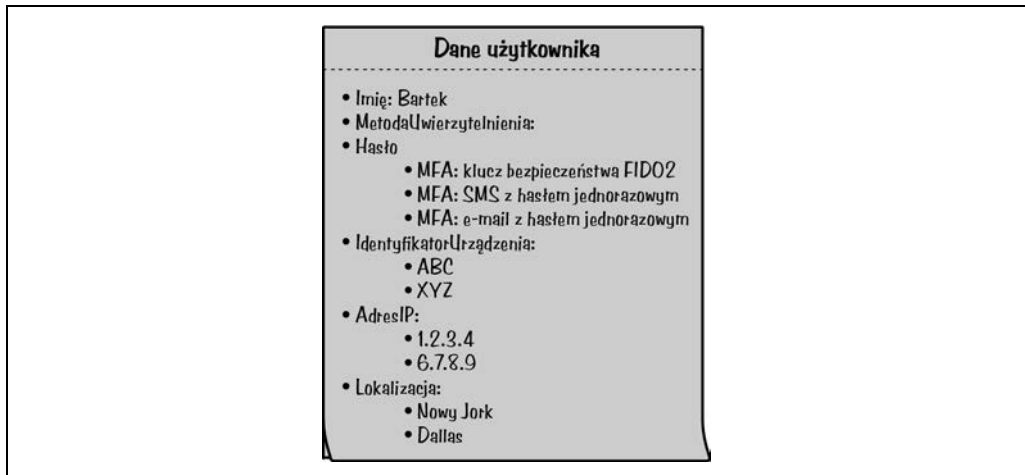 Dane użytkownika
• Imię: Bartek
• MetodaUwierzytelnienia:
• Hasło
• MFA: klucz bezpieczeństwa FIDO2
• MFA: SMS z hasłem jednorazowym
• MFA: e-mail z hasłem jednorazowym
• IdentyfikatorUrządzenia:
• ABC
• XYZ
• AdresIP:
• 1.2.3.4
• 6.7.8.9
• Lokalizacja:
• Nowy Jork
• Dallas